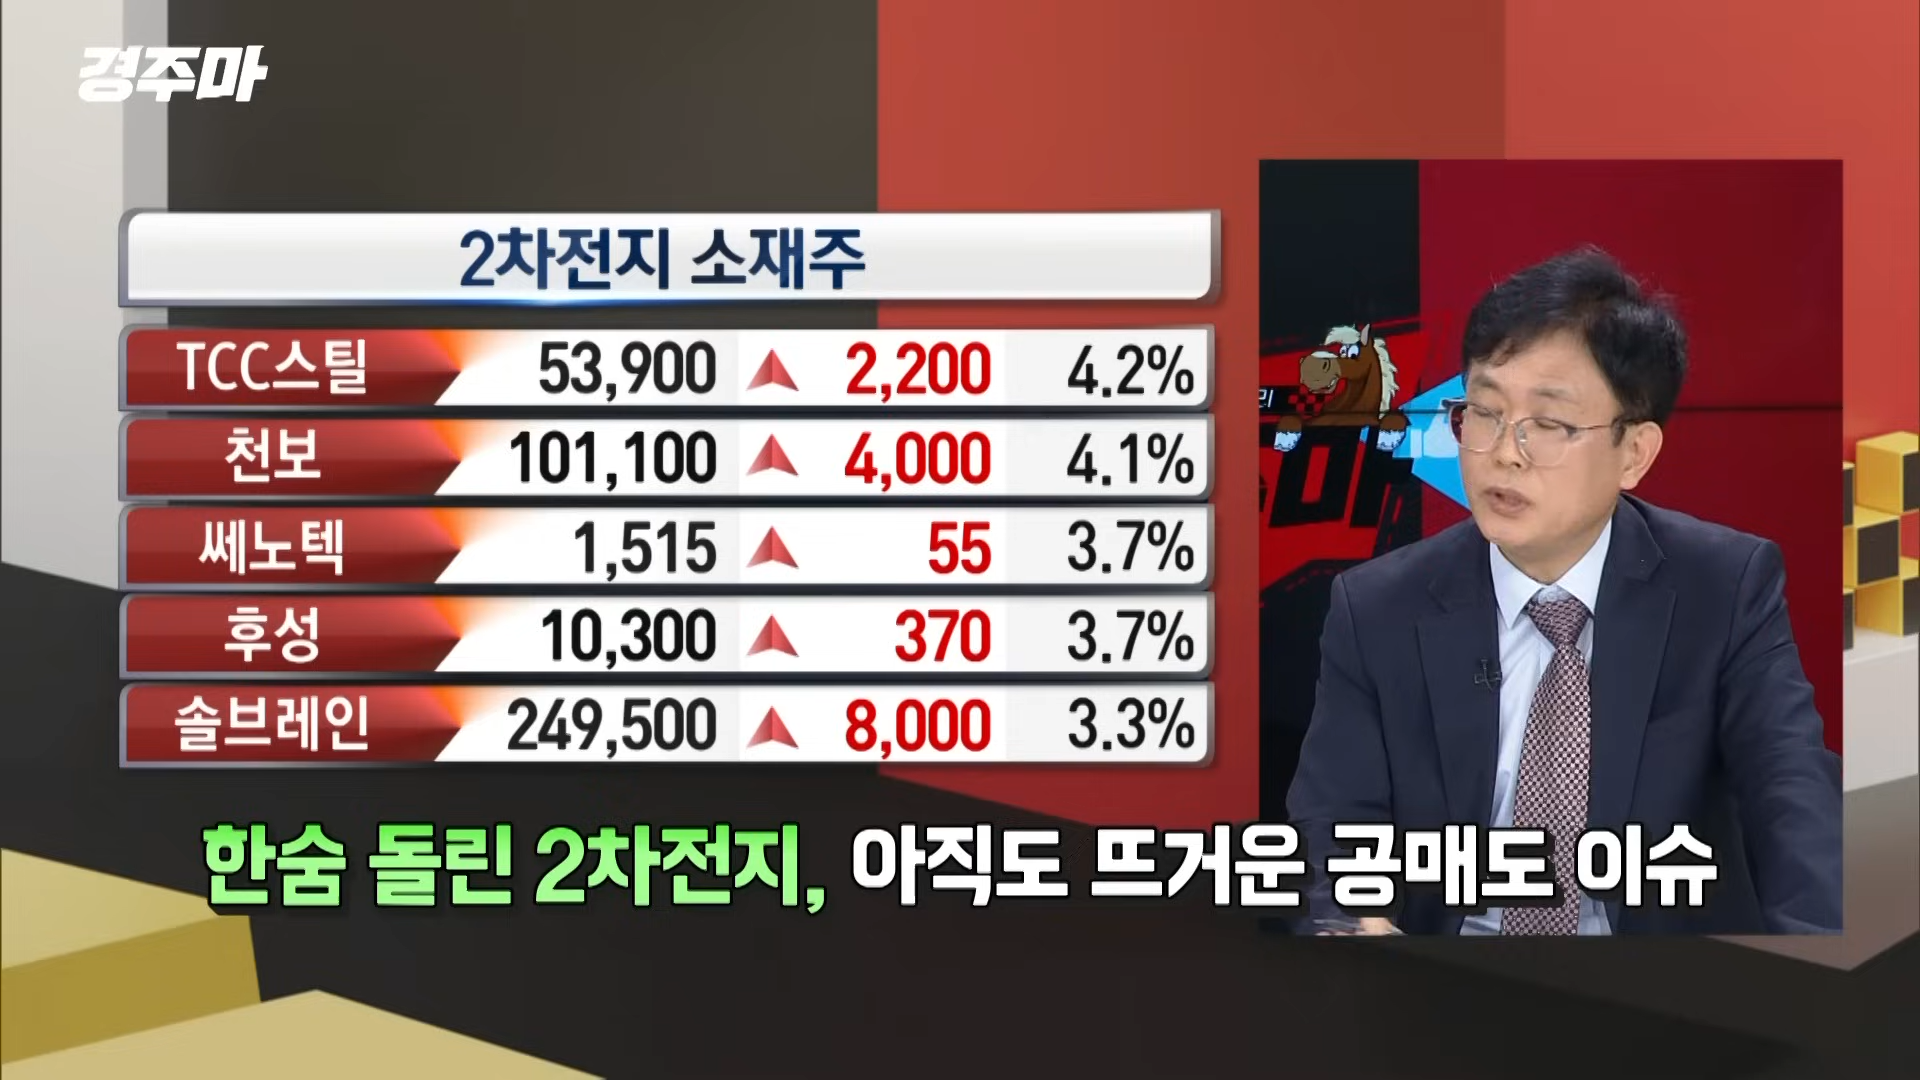 경주마
2차전지 소재주
TCC스틸 53,900 ▲ 2,200 4.2%
천보 101,100 ▲ 4,000 4.1%
쎄노텍 1,515 ▲ 55 3.7%
후성 10,300 ▲ 370 3.7%
솔브레인 249,500 ▲ 8,000 3.3%
리
한숨 돌린 2차전지, 아직도 뜨거운 공매도 이슈